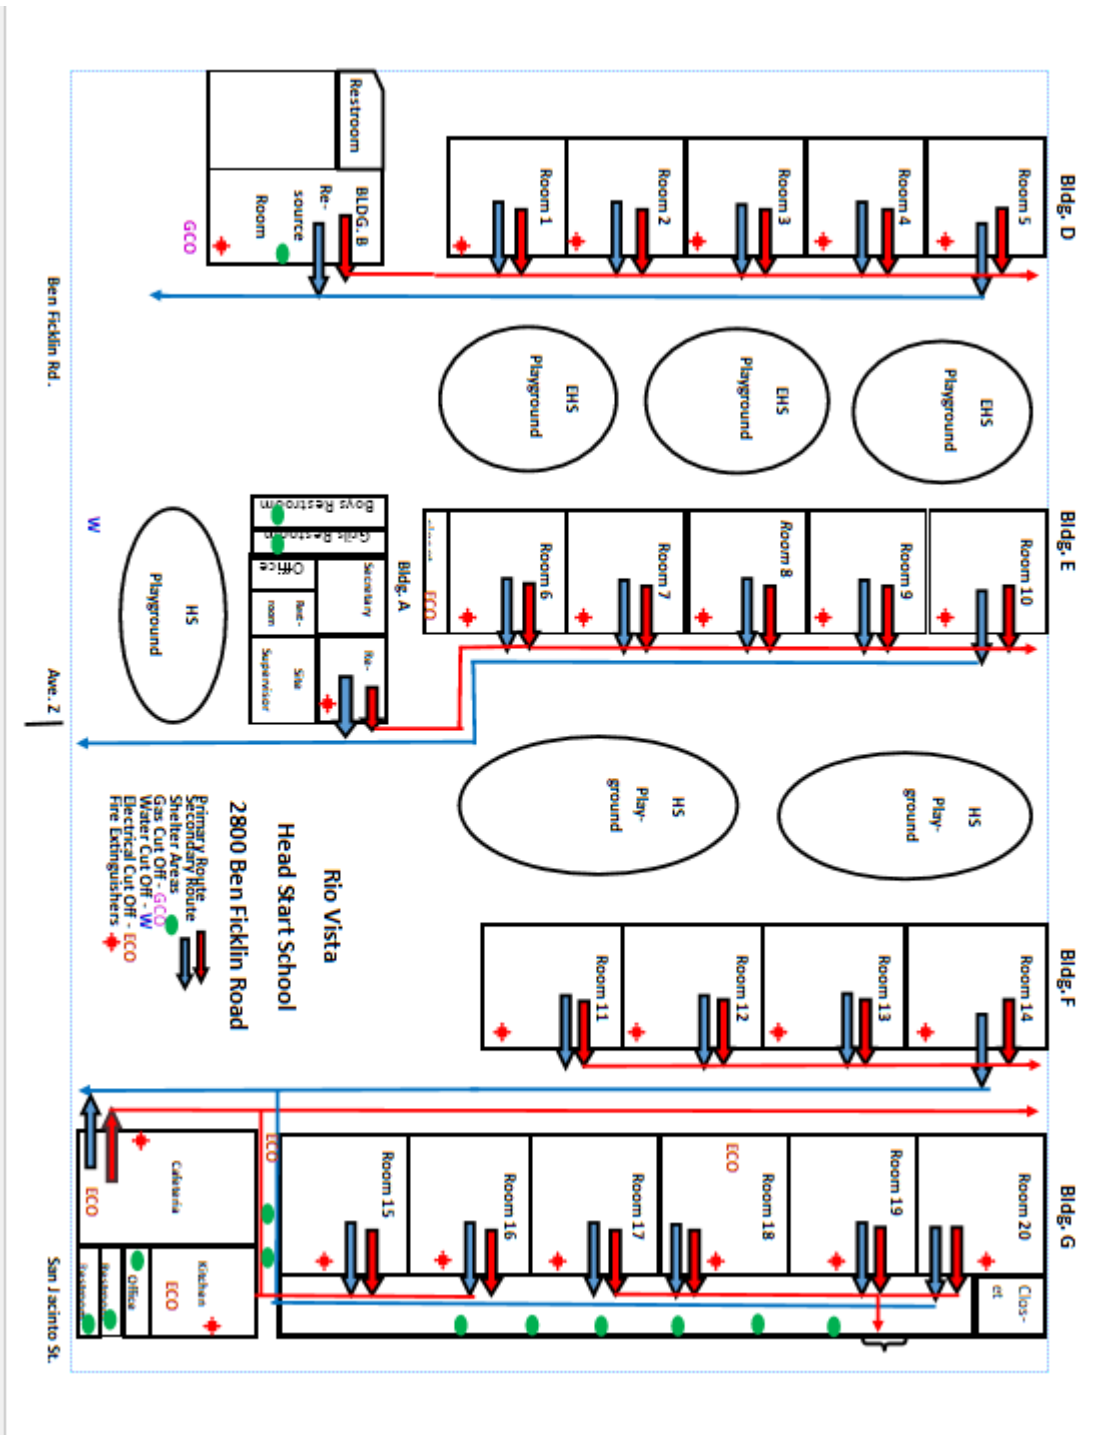 Bldg. D
Room 5
Room 4
Room 3
Room 2
Room 1
Restroom
BLDG. B
Re-
source
Room
GCO
EHS
Playground
EHS
Playground
EHS
Playground
Bldg. E
Room 10
Room 9
Room 8
Room 7
Room 6
ECO
Bldg. A
Boys Restroom
Grils Restroom
Office
Secretary
Rest-
room
Re-
Site
Supervisor
HS
Playground
W
HS
Play-
ground
HS
Play-
ground
Bldg.F
Room 14
Room 13
Room 12
Room 11
Rio Vista
Head Start School
2800 Ben Ficklin Road
Primary Route
Secondary Route
Shelter Areas
Gas Cut Off - GCO
Water Cut Off - W
Electrical Cut Off - ECO
Fire Extinguishers
Bldg. G
Room 20
Room 19
Room 18
ECO
Room 17
Room 16
Room 15
Clos-
et
ECO
Cafeteria
ECO
Kitchen
ECO
Office
Ben Ficklin Rd.
Ave. Z
San Jacinto St.